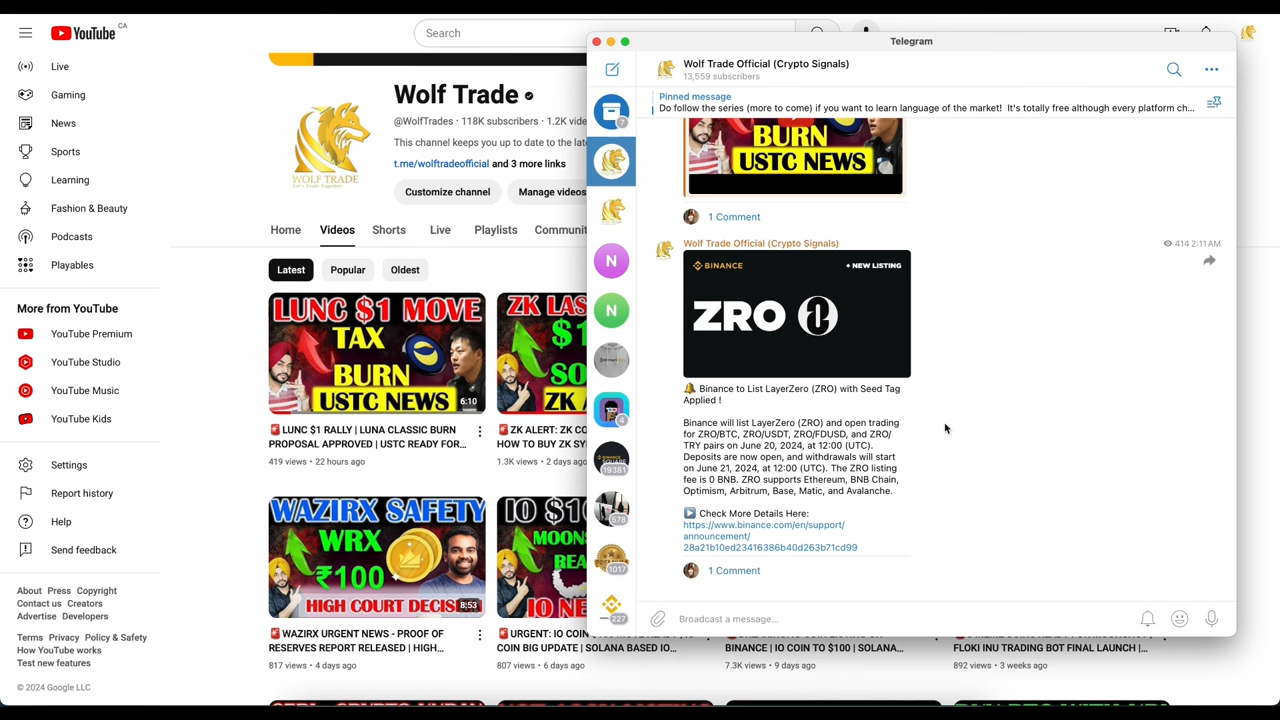 YouTube CA
Search
Live
Gaming
News
Sports
Learning
Fashion & Beauty
Podcasts
Playables
More from YouTube
YouTube Premium
YouTube Studio
YouTube Music
YouTube Kids
Settings
Report history
Help
Send feedback
About Press Copyright
Contact us Creators
Advertise Developers
Terms Privacy Policy & Safety
How YouTube works
Test new features
© 2024 Google LLC
WOLF TRADE
Wolf Trade
@WolfTrades · 118K subscribers · 1.2K
This channel keeps you up to date to the
t.me/wolftradeofficial and 3 more links
Customize channel
Manage videos
Home
Videos
Shorts
Live
Playlists
Latest
Popular
Oldest
LUNC $1 MOVE
TAX
BURN
USTC NEWS
6:10
🚨LUNC $1 RALLY | LUNA CLASSIC BURN
PROPOSAL APPROVED | USTC READY FOR...
419 views • 22 hours ago
🚨ZK ALERT: ZK
HOW TO BUY ZK
1.3K views • 2 days
WAZIRX SAFETY
WRX
₹100
HIGH COURT
8:53
🚨WAZIRX URGENT NEWS - PROOF OF
RESERVES REPORT RELEASED | HIGH...
817 views • 4 days ago
COIN BIG UPDATE | SOLANA BASED IO...
807 views • 6 days ago
BINANCE | IO COIN TO $100 | SOLANA...
7.3K views • 9 days ago
FLOKI INU TRADING BOT FINAL LAUNCH |...
892 views • 3 weeks ago
Telegram
Wolf Trade Official (Crypto Signals)
13,559 subscribers
Pinned message
Do follow the series (more to come) if you want to learn language of the market! It's totally free although every platform ch...
7
N
N
4
19381
578
1017
227
BURN
USTC NEWS
1 Comment
Wolf Trade Official (Crypto Signals)
414 2:11 AM
BINANCE
+ NEW LISTING
ZRO
🔔 Binance to List LayerZero (ZRO) with Seed Tag
Applied !
Binance will list LayerZero (ZRO) and open trading
for ZRO/BTC, ZRO/USDT, ZRO/FDUSD, and ZRO/
TRY pairs on June 20, 2024, at 12:00 (UTC).
Deposits are now open, and withdrawals will start
on June 21, 2024, at 12:00 (UTC). The ZRO listing
fee is 0 BNB. ZRO supports Ethereum, BNB Chain,
Optimism, Arbitrum, Base, Matic, and Avalanche.
▶️ Check More Details Here:
https://www.binance.com/en/support/
announcement/
28a21b10ed23416386b40d263b71cd99
1 Comment
Broadcast a message...